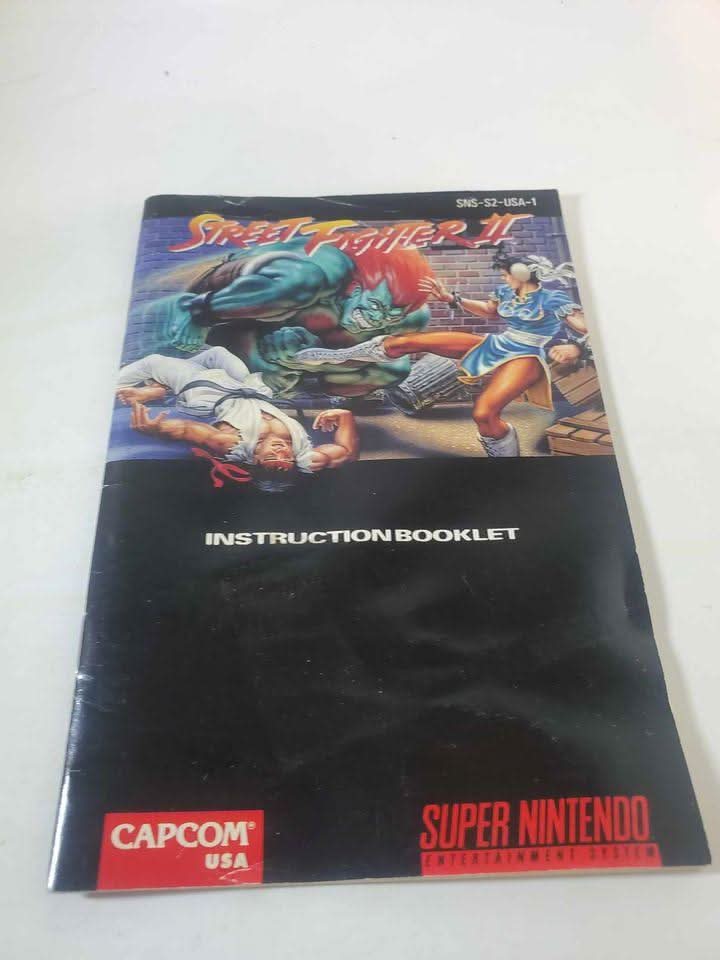 SNS-S2-USA-1
STREET FIGHTER II
INSTRUCTION BOOKLET
CAPCOM®
USA
SUPER NINTENDO
ENTERTAINMENT SYSTEM